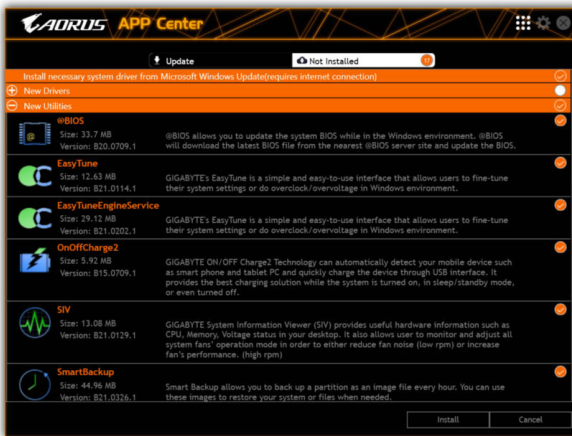 AORUS APP Center
Update
Not Installed
17
Install necessary system driver from Microsoft Windows Update(requires internet connection)
New Drivers
New Utilities
@BIOS
Size: 33.7 MB
Version: B20.0709.1
@BIOS allows you to update the system BIOS while in the Windows environment. @BIOS
will download the latest BIOS file from the nearest @BIOS server site and update the BIOS.
EasyTune
Size: 12.63 MB
Version: B21.0114.1
GIGABYTE's EasyTune is a simple and easy-to-use interface that allows users to fine-tune
their system settings or do overclock/overvoltage in Windows environment.
EasyTuneEngineService
Size: 29.12 MB
Version: B21.0202.1
GIGABYTE's EasyTune is a simple and easy-to-use interface that allows users to fine-tune
their system settings or do overclock/overvoltage in Windows environment.
OnOffCharge2
Size: 5.92 MB
Version: B15.0709.1
GIGABYTE ON/OFF Charge2 Technology can automatically detect your mobile device such
as smart phone and tablet PC and quickly charge the device through USB interface. It
provides the best charging solution while the system is turned on, in sleep/standby mode,
or even turned off.
SIV
Size: 13.08 MB
Version: B21.0129.1
GIGABYTE System Information Viewer (SIV) provides useful hardware information such as
CPU, Memory, Voltage status in your desktop. It also allows user to monitor and adjust all
system fans' operation mode in order to either reduce fan noise (low rpm) or increase
fan's performance. (high rpm)
SmartBackup
Size: 44.96 MB
Version: B21.0326.1
Smart Backup allows you to back up a partition as an image file every hour. You can use
these images to restore your system or files when needed.
Install
Cancel